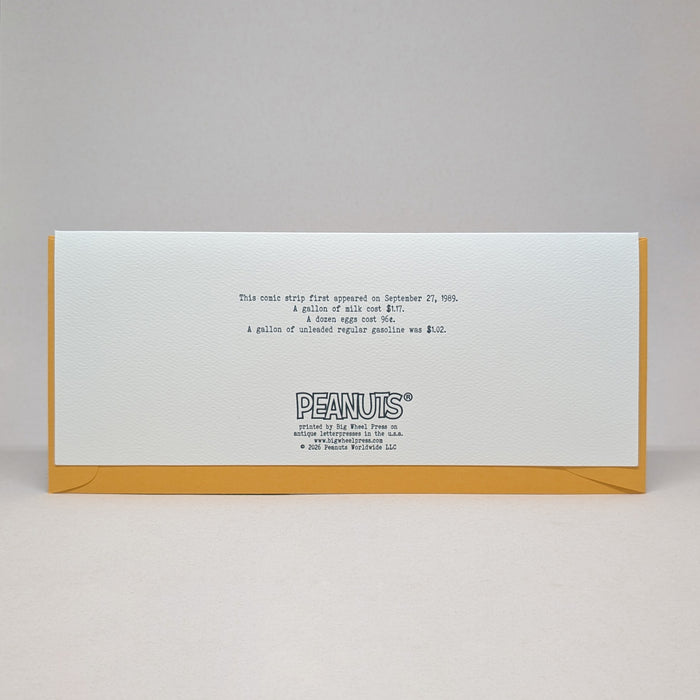 This comic strip first appeared on September 27, 1989.
A gallon of milk cost $1.17.
A dozen eggs cost 96¢.
A gallon of unleaded regular gasoline was $1.02.
PEANUTS®
printed by Big Wheel Press on
antique letterpresses in the u.s.a.
www.bigwheelpress.com
© 2026 Peanuts Worldwide LLC